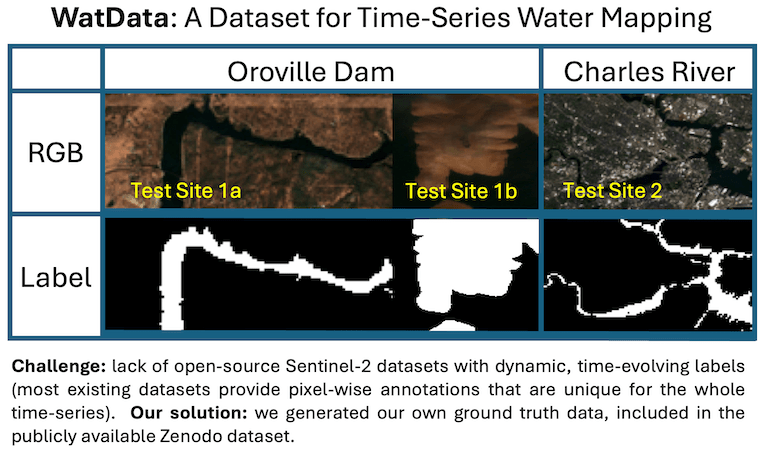 WatData: A Dataset for Time-Series Water Mapping
Oroville Dam
Charles River
RGB
Test Site 1a
Test Site 1b
Test Site 2
Label
Challenge: lack of open-source Sentinel-2 datasets with dynamic, time-evolving labels
(most existing datasets provide pixel-wise annotations that are unique for the whole
time-series). Our solution: we generated our own ground truth data, included in the
publicly available Zenodo dataset.